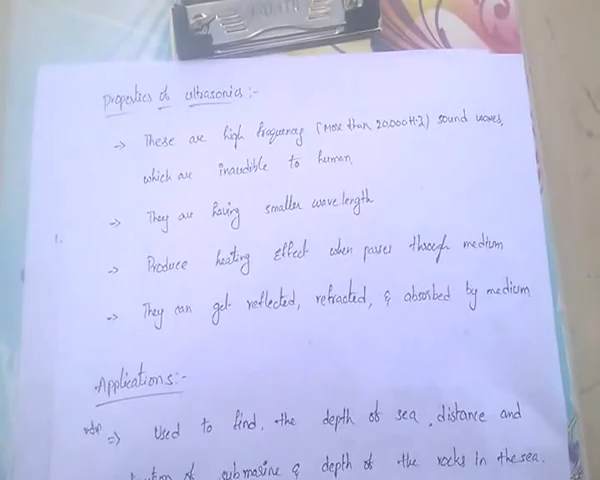 Properties of ultrasonics :-
-> These are high frequency (More than 20,000HZ) sound waves,
which are inaudible to human.
-> They are having smaller wave length
1.
-> Produce heating Effect when passes through medium
-> They can get reflected, refracted, & absorbed by medium
Applications :-
=> Used to find, the depth of sea, distance and
of submarine & depth of the rocks in the sea.